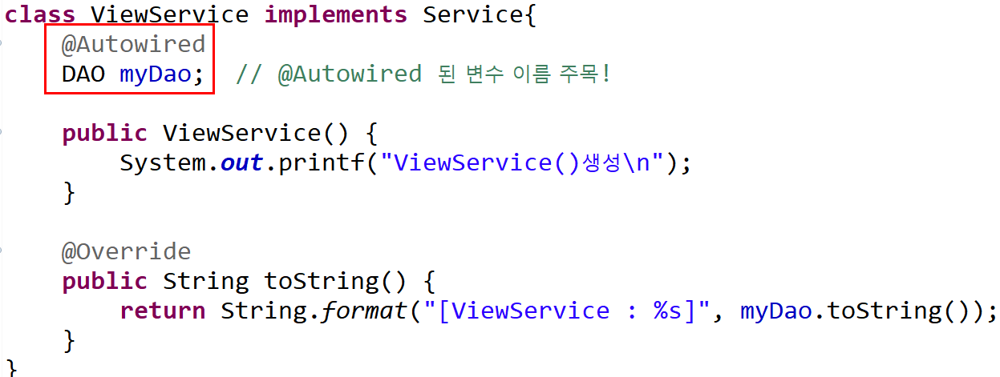 class ViewService implements Service{
@Autowired
DAO myDao;  // @Autowired 된 변수 이름 주목!
public ViewService() {
System.out.printf("ViewService()생성\n");
}
@Override
public String toString() {
return String.format("[ViewService : %s]", myDao.toString());
}
}